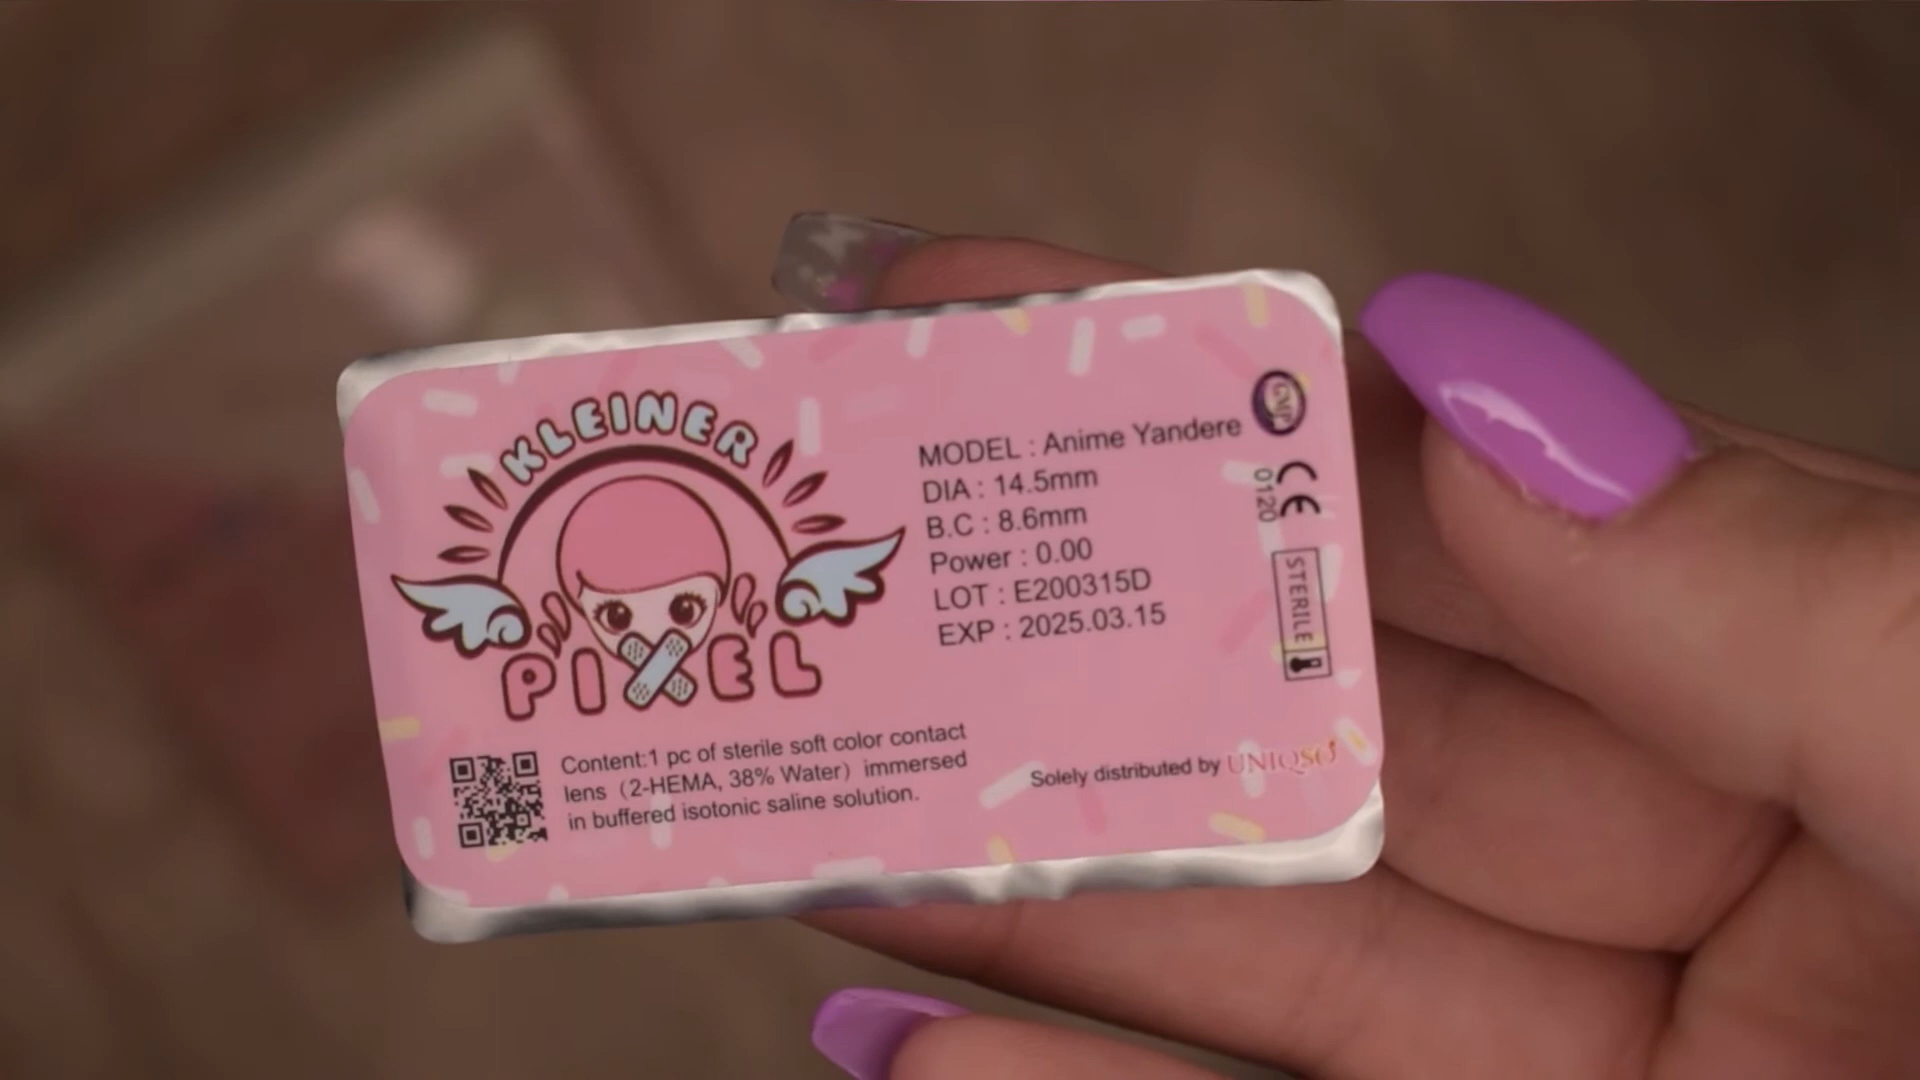 KLEINER
PIXEL
MODEL : Anime Yandere
DIA : 14.5mm
B.C : 8.6mm
Power : 0.00
LOT : E200315D
EXP : 2025.03.15
GMP
CE
0120
STERILE
Content:1 pc of sterile soft color contact
lens (2-HEMA, 38% Water) immersed
in buffered isotonic saline solution.
Solely distributed by UNIQSO